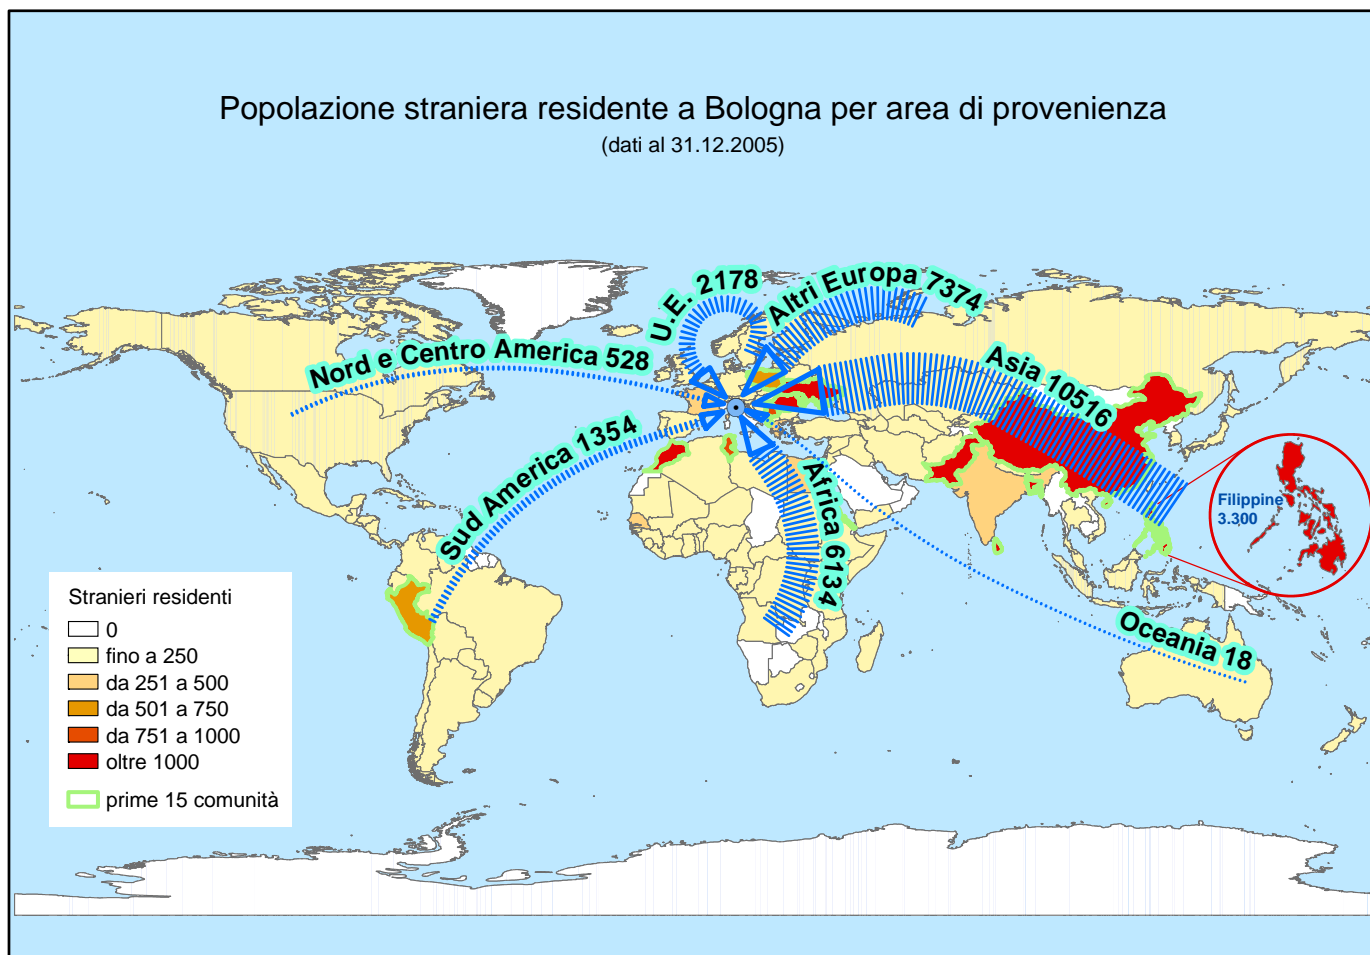 Popolazione straniera residente a Bologna per area di provenienza
(dati al 31.12.2005)
U.E. 2178
Altri Europa 7374
Nord e Centro America 528
Asia 10516
Sud America 1354
Africa 6134
Filippine
3.300
Oceania 18
Stranieri residenti
0
fino a 250
da 251 a 500
da 501 a 750
da 751 a 1000
oltre 1000
prime 15 comunità